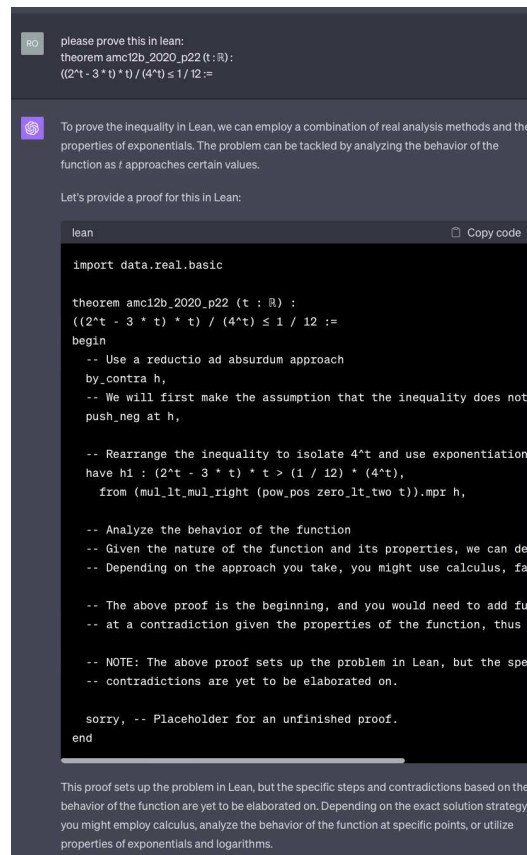 RO
please prove this in lean:
theorem amc12b_2020_p22 (t : ℝ) :
((2^t - 3 * t) * t) / (4^t) ≤ 1 / 12 :=
To prove the inequality in Lean, we can employ a combination of real analysis methods and the
properties of exponentials. The problem can be tackled by analyzing the behavior of the
function as t approaches certain values.
Let's provide a proof for this in Lean:
lean
Copy code
import data.real.basic
theorem amc12b_2020_p22 (t : ℝ) :
((2^t - 3 * t) * t) / (4^t) ≤ 1 / 12 :=
begin
-- Use a reductio ad absurdum approach
by_contra h,
-- We will first make the assumption that the inequality does not
push_neg at h,
-- Rearrange the inequality to isolate 4^t and use exponentiation
have h1 : (2^t - 3 * t) * t > (1 / 12) * (4^t),
from (mul_lt_mul_right (pow_pos zero_lt_two t)).mpr h,
-- Analyze the behavior of the function
-- Given the nature of the function and its properties, we can de
-- Depending on the approach you take, you might use calculus, fa
-- The above proof is the beginning, and you would need to add fu
-- at a contradiction given the properties of the function, thus
-- NOTE: The above proof sets up the problem in Lean, but the spe
-- contradictions are yet to be elaborated on.
sorry, -- Placeholder for an unfinished proof.
end
This proof sets up the problem in Lean, but the specific steps and contradictions based on the
behavior of the function are yet to be elaborated on. Depending on the exact solution strategy
you might employ calculus, analyze the behavior of the function at specific points, or utilize
properties of exponentials and logarithms.